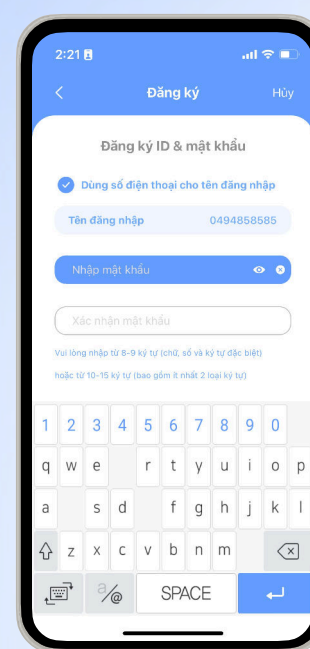 2:21
Đăng ký
Hủy
Đăng ký ID & mật khẩu
Dùng số điện thoại cho tên đăng nhập
Tên đăng nhập 0494858585
Nhập mật khẩu
Xác nhận mật khẩu
Vui lòng nhập từ 8-9 ký tự (chữ, số và ký tự đặc biệt)
hoặc từ 10-15 ký tự (bao gồm ít nhất 2 loại ký tự)
1 2 3 4 5 6 7 8 9 0
q w e r t y u i o p
a s d f g h j k l
z x c v b n m
a/@ SPACE